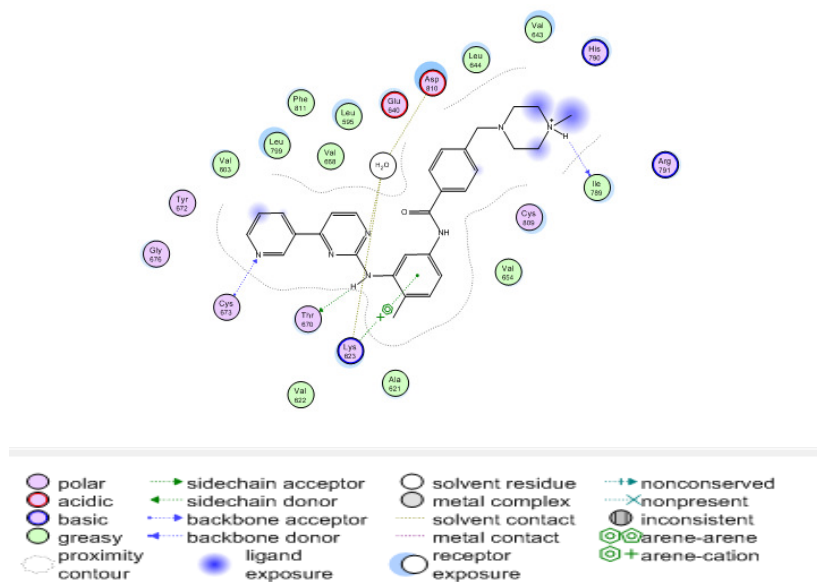 Val
643
Leu
644
His
790
Asp
810
Glu
640
Phe
811
Leu
595
N
N
+
H
Leu
799
Val
668
Val
603
H₂O
Arg
791
Ile
789
Tyr
672
O
Cys
809
NH
N
Gly
676
N
N
N
H
Val
654
Cys
673
Thr
670
+
Lys
623
Val
622
Ala
621
polar
acidic
basic
greasy
proximity
contour
sidechain acceptor
sidechain donor
backbone acceptor
backbone donor
ligand
exposure
solvent residue
metal complex
solvent contact
metal contact
receptor
exposure
nonconserved
nonpresent
inconsistent
arene-arene
+ arene-cation